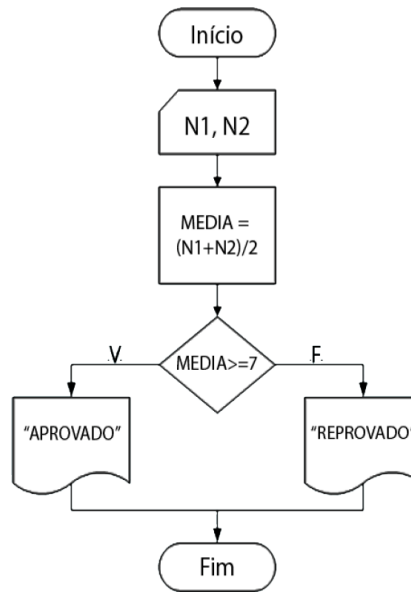 Início
N1, N2
MEDIA =
(N1+N2)/2
MEDIA>=7
V
F
“APROVADO”
“REPROVADO”
Fim